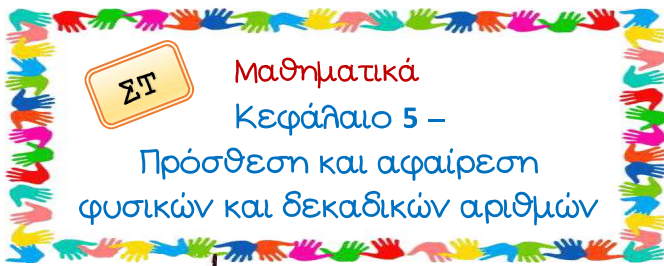 ΣΤ
Μαθηματικά
Κεφάλαιο 5 –
Πρόσθεση και αφαίρεση
φυσικών και δεκαδικών αριθμών